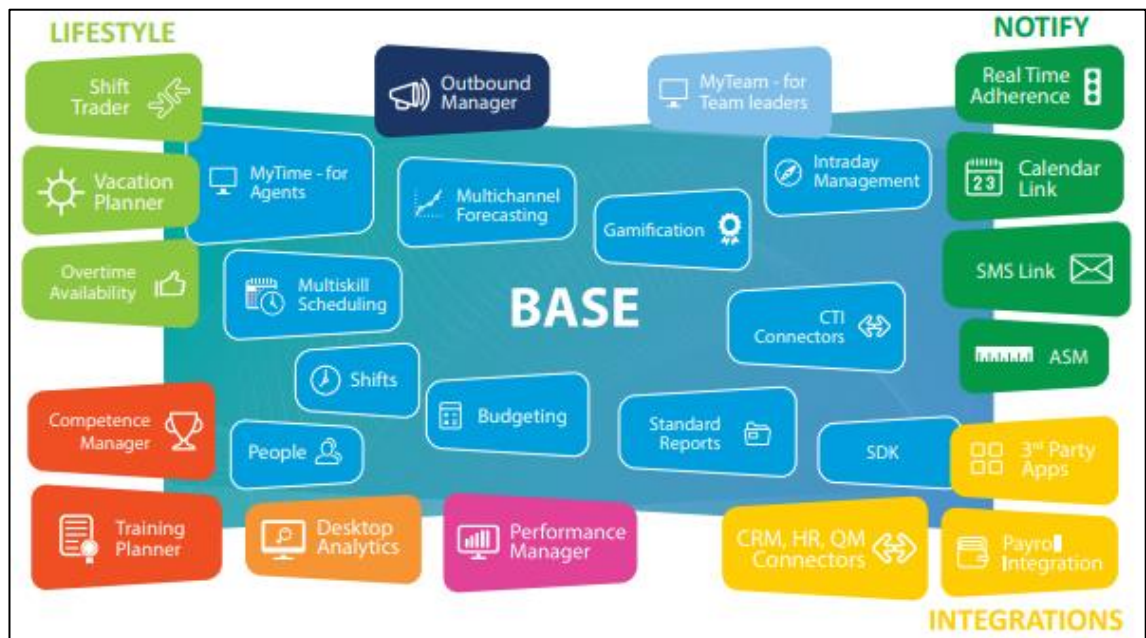 LIFESTYLE
NOTIFY
Shift
Trader
Outbound
Manager
MyTeam - for
Team leaders
Real Time
Adherence
Vacation
Planner
MyTime - for
Agents
Multichannel
Forecasting
Gamification
Intraday
Management
23
Calendar
Link
Overtime
Availability
Multiskill
Scheduling
BASE
CTI
Connectors
SMS Link
ASM
Shifts
Competence
Manager
People
Budgeting
Standard
Reports
SDK
3rd Party
Apps
Training
Planner
Desktop
Analytics
Performance
Manager
CRM, HR, QM
Connectors
Payroll
Integration
INTEGRATIONS